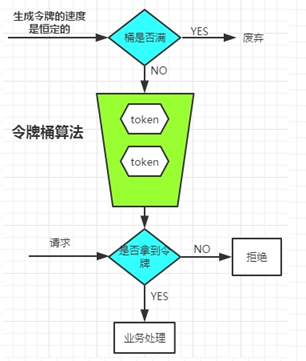 生成令牌的速度
是恒定的
桶是否满
YES
废弃
NO
token
令牌桶算法
token
请求
是否拿到令
牌
NO
拒绝
YES
业务处理